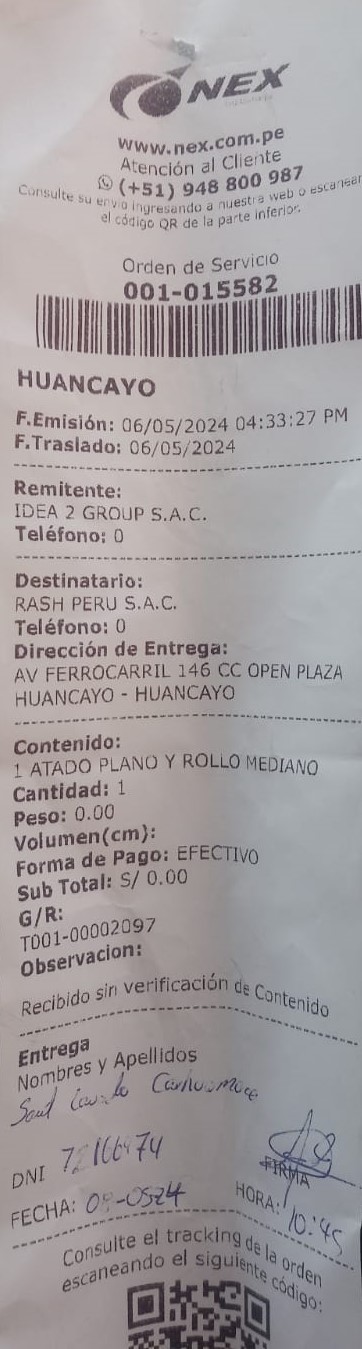 NEX
www.nex.com.pe
Atención al Cliente
(+51) 948 800 987
Consulte su envio ingresando a nuestra web o escanear
el código QR de la parte inferior.
Orden de Servicio
001-015582
HUANCAYO
F.Emisión: 06/05/2024 04:33:27 PM
F.Traslado: 06/05/2024
Remitente:
IDEA 2 GROUP S.A.C.
Teléfono: 0
Destinatario:
RASH PERU S.A.C.
Teléfono: 0
Dirección de Entrega:
AV FERROCARRIL 146 CC OPEN PLAZA
HUANCAYO - HUANCAYO
Contenido:
1 ATADO PLANO Y ROLLO MEDIANO
Cantidad: 1
Peso: 0.00
Volumen(cm):
Forma de Pago: EFECTIVO
Sub Total: S/ 0.00
G/R:
T001-00002097
Observacion:
Recibido sin verificación de Contenido
Entrega
Nombres y Apellidos
DNI
FIRMA
FECHA: HORA: 10:45
Consulte el tracking de la orden
escaneando el siguiente código: